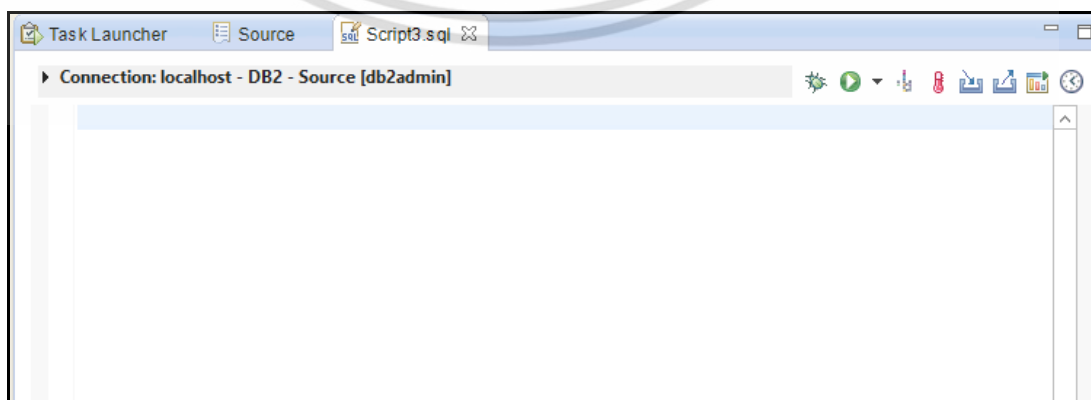 Task Launcher Source Script3.sql
Connection: localhost - DB2 - Source [db2admin]